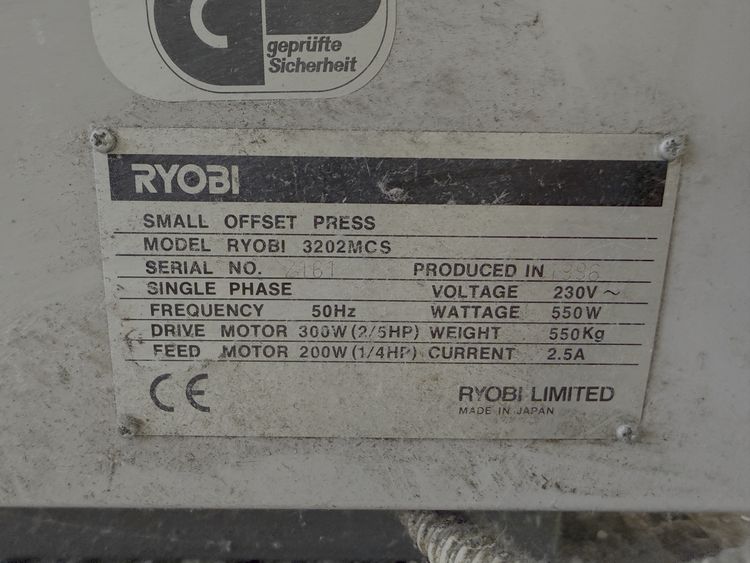 geprüfte
Sicherheit
RYOBI
SMALL OFFSET PRESS
MODEL RYOBI 3202MCS
SERIAL NO. 2161 PRODUCED IN 1996
SINGLE PHASE VOLTAGE 230V ~
FREQUENCY 50Hz WATTAGE 550W
DRIVE MOTOR 300W (2/5HP) WEIGHT 550Kg
FEED MOTOR 200W (1/4HP) CURRENT 2.5A
CE RYOBI LIMITED
MADE IN JAPAN